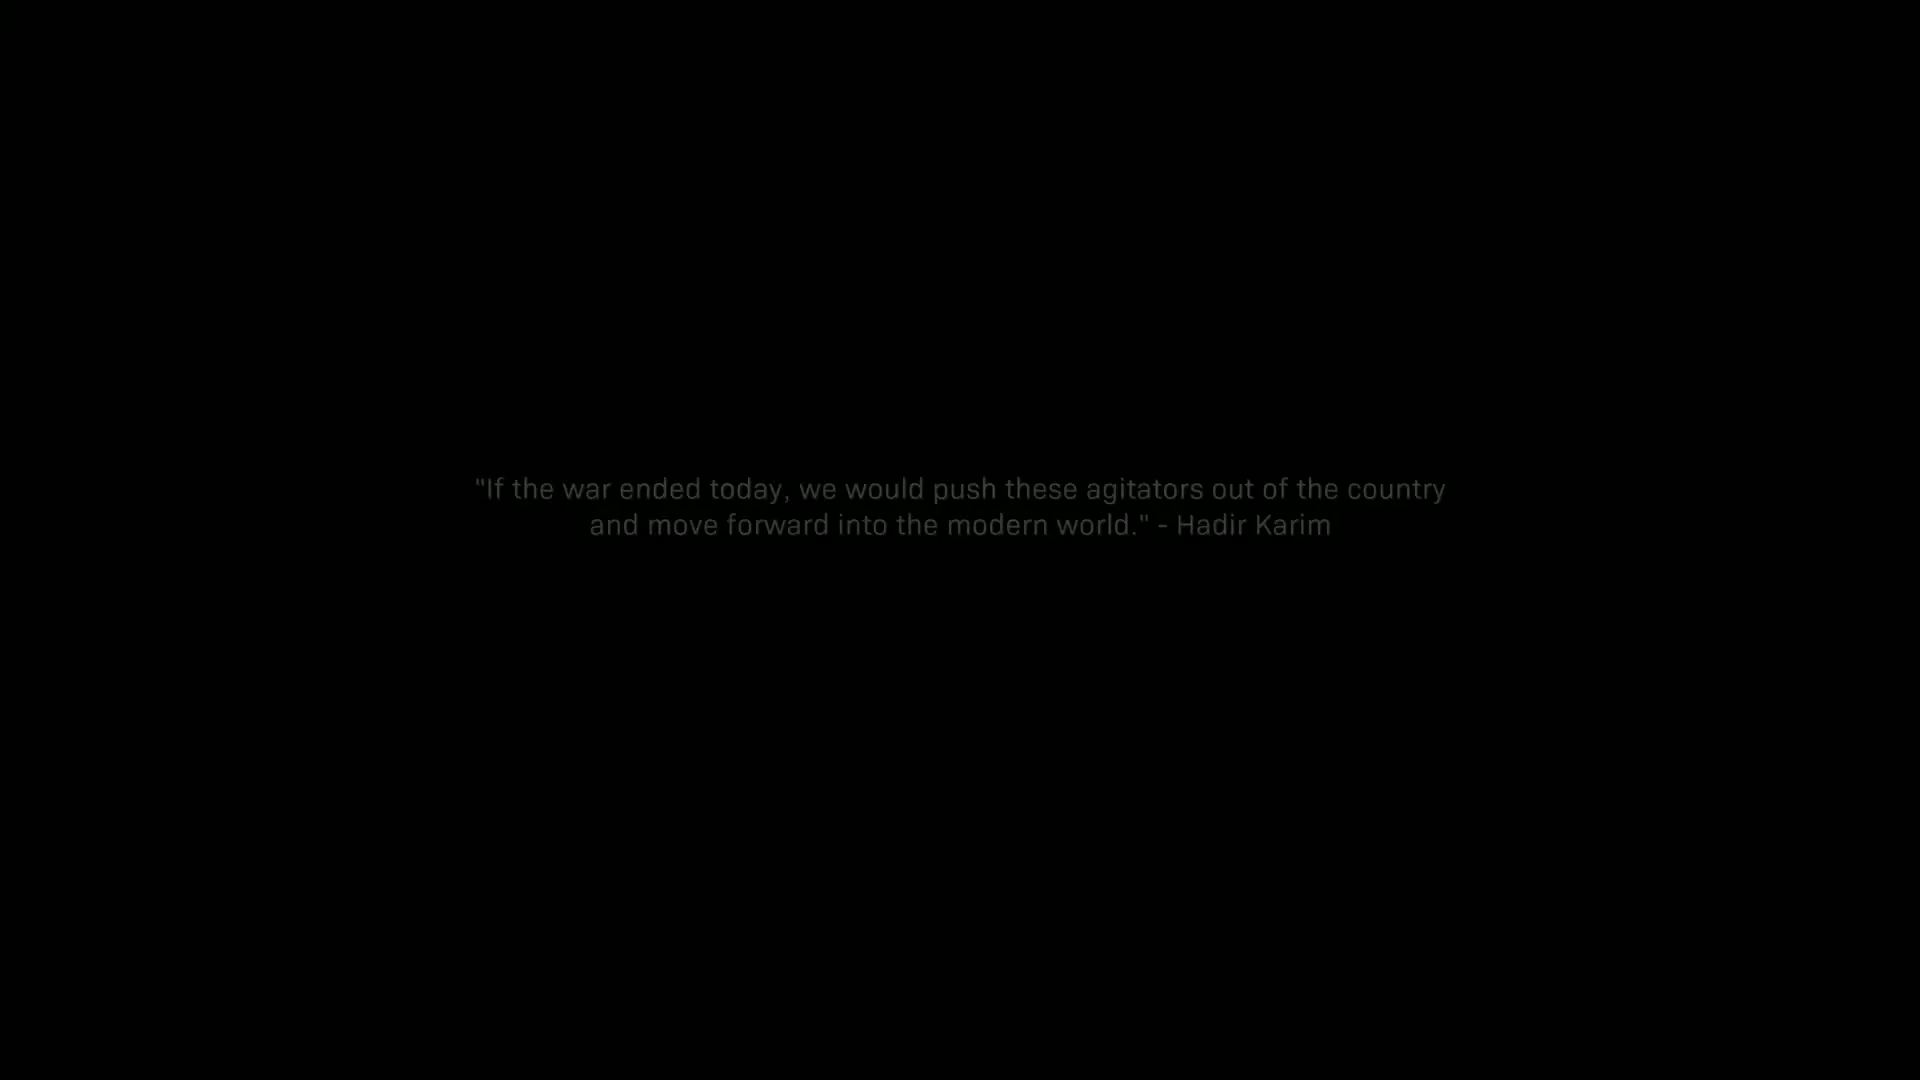 "If the war ended today, we would push these agitators out of the country
and move forward into the modern world." - Hadir Karim